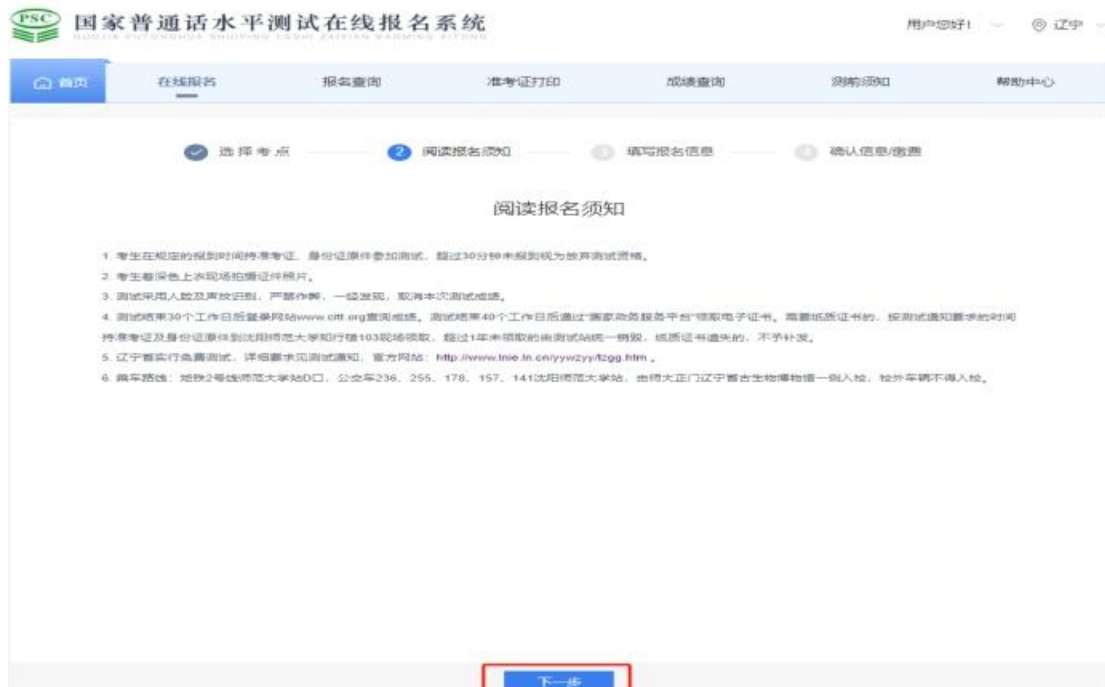 PSC 国家普通话水平测试在线报名系统
GUOJIA PUTONGHUA SHUIPING CESHI ZAIXIAN BAOMING XITONG
用户您好! 辽宁
首页 在线报名 报名查询 准考证打印 成绩查询 测前须知 帮助中心
选择考点 2 阅读报名须知 3 填写报名信息 4 确认信息/缴费
阅读报名须知
1. 考生在规定的报到时间持准考证、身份证原件参加测试，超过30分钟未报到视为放弃测试资格。
2. 考生着深色上衣现场拍摄证件照片。
3. 测试采用人脸及声纹识别，严禁作弊，一经发现，取消本次测试成绩。
4. 测试结束30个工作日后登录网站www.cltt.org查询成绩。测试结束40个工作日后通过“国家政务服务平台”领取电子证书。需要纸质证书的，按测试通知要求的时间
持准考证及身份证原件到沈阳师范大学知行楼103现场领取，超过1年未领取的由测试站统一销毁，纸质证书遗失的，不予补发。
5. 辽宁省实行免费测试，详细要求见测试通知，官方网站：http://www.lnie.ln.cn/yywzyy/tzgg.htm 。
6. 乘车路线：地铁2号线师范大学站D口，公交车236、255、178、157、141沈阳师范大学站，由师大正门辽宁省古生物博物馆一侧入校，校外车辆不得入校。
下一步